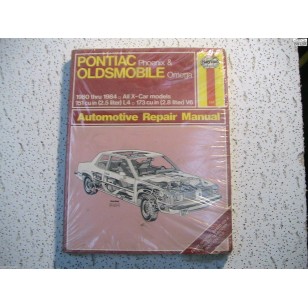 PONTIAC Phoenix &
OLDSMOBILE Omega
1980 thru 1984 - All X-Car models
151 cu in (2.5 liter) L4 - 173 cu in (2.8 liter) V6
Automotive Repair Manual